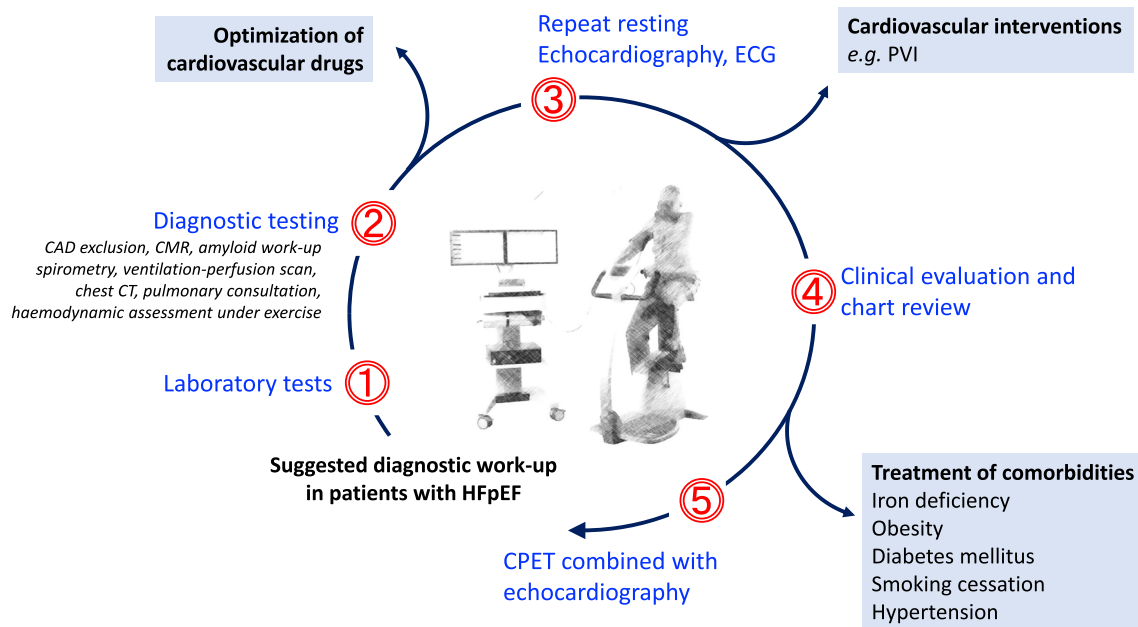 Optimization of
cardiovascular drugs
Repeat resting
Echocardiography, ECG
Cardiovascular interventions
e.g. PVI
3
2
Diagnostic testing
CAD exclusion, CMR, amyloid work-up
spirometry, ventilation-perfusion scan,
chest CT, pulmonary consultation,
haemodynamic assessment under exercise
4
Clinical evaluation and
chart review
1
Laboratory tests
Suggested diagnostic work-up
in patients with HFpEF
5
CPET combined with
echocardiography
Treatment of comorbidities
Iron deficiency
Obesity
Diabetes mellitus
Smoking cessation
Hypertension